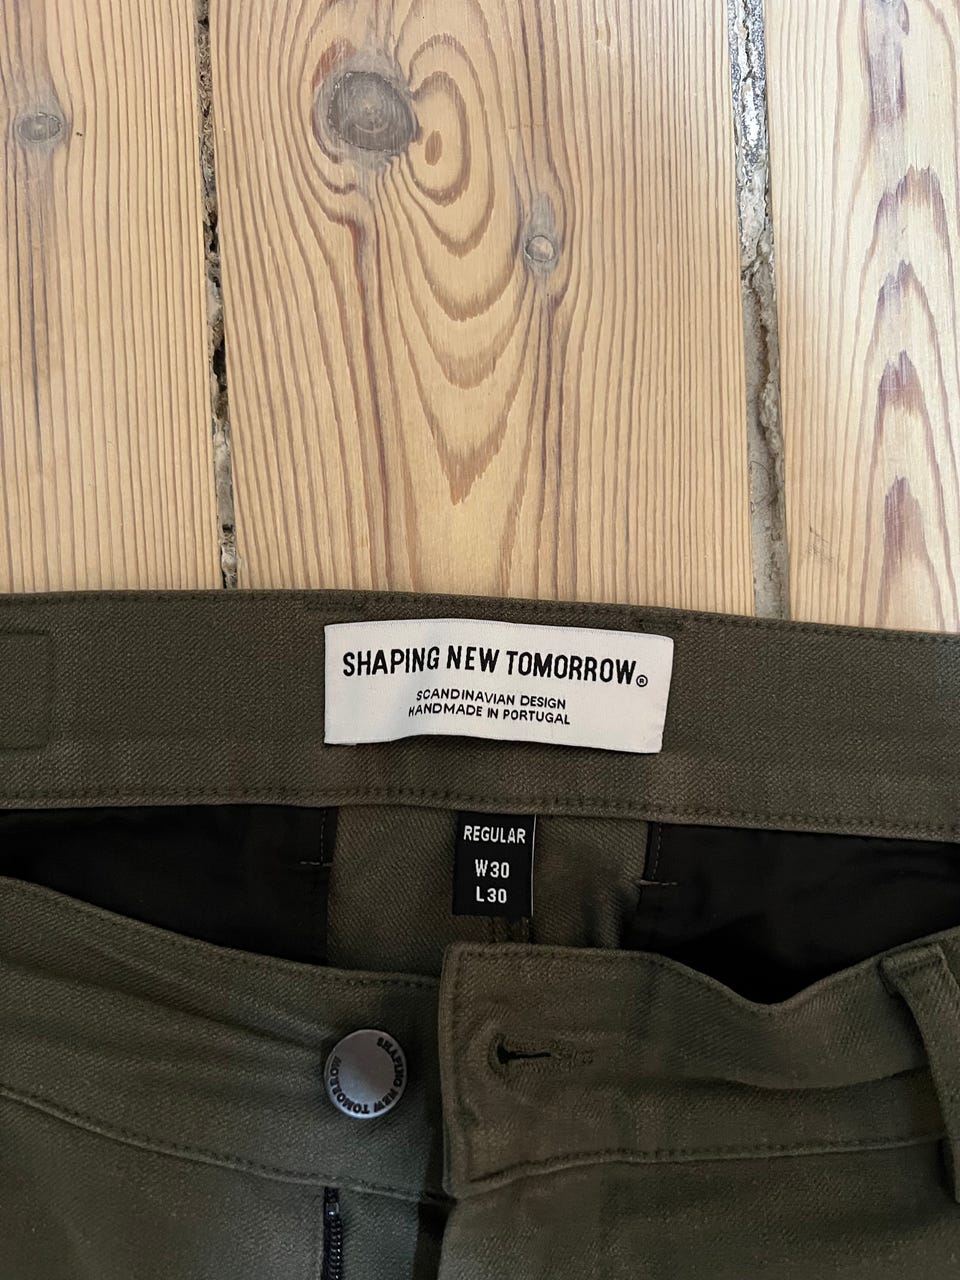 SHAPING NEW TOMORROW®
SCANDINAVIAN DESIGN
HANDMADE IN PORTUGAL
REGULAR
W30
L30
SHAPING NEW TOMORROW